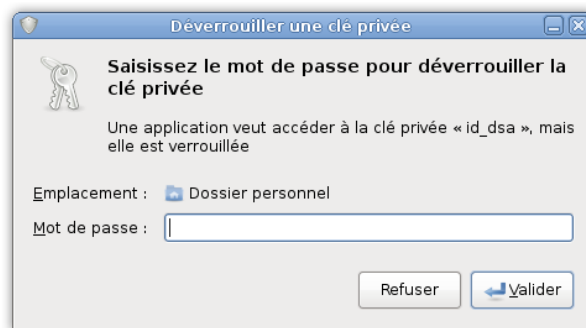 Déverrouiller une clé privée
Saisissez le mot de passe pour déverrouiller la
clé privée
Une application veut accéder à la clé privée « id_dsa », mais
elle est verrouillée
Emplacement : Dossier personnel
Mot de passe :
Refuser Valider